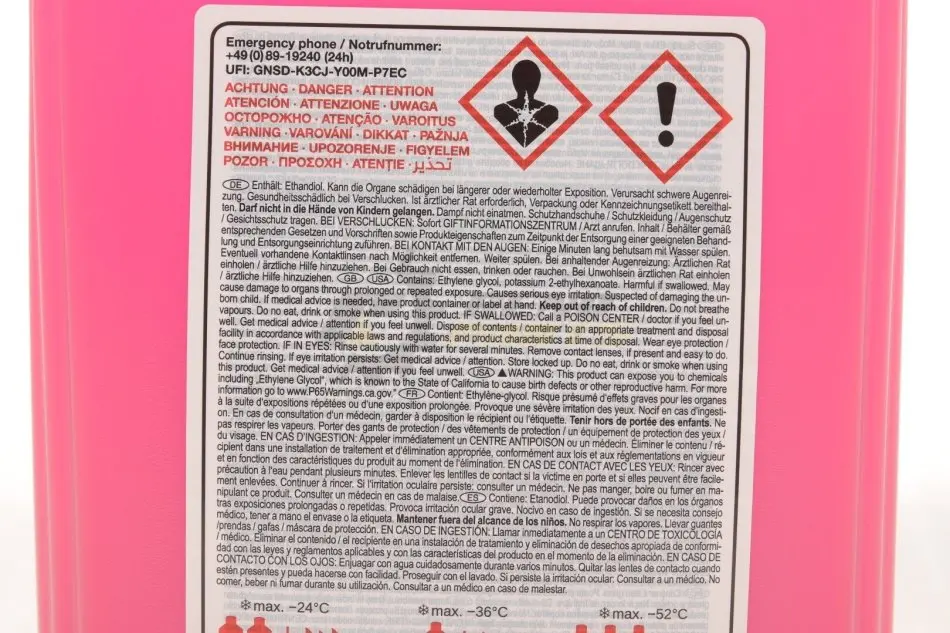 Emergency phone / Notrufnummer:
+49(0)89-19240 (24h)
UFI: GNSD-K3CJ-Y00M-P7EC
ACHTUNG · DANGER · ATTENTION
ATENCIÓN · ATTENZIONE · UWAGA
ОСТОРОЖНО · ATENÇÃO · VAROITUS
VARNING · VAROVÁNÍ · DIKKAT · PAŽNJA
ВНИМАНИЕ · UPOZORENJE · FIGYELEM
POZOR · ΠΡΟΣΟΧΗ · ATENȚIE · تحذير
DE Enthält: Ethandiol. Kann die Organe schädigen bei längerer oder wiederholter Exposition. Verursacht schwere Augenrei-
zung. Gesundheitsschädlich bei Verschlucken. Ist ärztlicher Rat erforderlich, Verpackung oder Kennzeichnungsetikett bereithal-
ten. Darf nicht in die Hände von Kindern gelangen. Dampf nicht einatmen. Schutzhandschuhe / Schutzkleidung / Augenschutz
/ Gesichtsschutz tragen. BEI VERSCHLUCKEN: Sofort GIFTINFORMATIONSZENTRUM / Arzt anrufen. Inhalt / Behälter gemäß
entsprechenden Gesetzen und Vorschriften sowie Produkteigenschaften zum Zeitpunkt der Entsorgung einer geeigneten Behand-
lung und Entsorgungseinrichtung zuführen. BEI KONTAKT MIT DEN AUGEN: Einige Minuten lang behutsam mit Wasser spülen.
Eventuell vorhandene Kontaktlinsen nach Möglichkeit entfernen. Weiter spülen. Bei anhaltender Augenreizung: Ärztlichen Rat
einholen / ärztliche Hilfe hinzuziehen. Bei Gebrauch nicht essen, trinken oder rauchen. Bei Unwohlsein ärztlichen Rat einholen
/ ärztliche Hilfe hinzuziehen. GB USA Contains: Ethylene glycol, potassium 2-ethylhexanoate. Harmful if swallowed. May
cause damage to organs through prolonged or repeated exposure. Causes serious eye irritation. Suspected of damaging the un-
born child. If medical advice is needed, have product container or label at hand. Keep out of reach of children. Do not breathe
vapours. Do no eat, drink or smoke when using this product. IF SWALLOWED: Call a POISON CENTER / doctor if you feel un-
well. Get medical advice / attention if you feel unwell. Dispose of contents / container to an appropriate treatment and disposal
facility in accordance with applicable laws and regulations, and product characteristics at time of disposal. Wear eye protection /
face protection. IF IN EYES: Rinse cautiously with water for several minutes. Remove contact lenses, if present and easy to do.
Continue rinsing. If eye irritation persists: Get medical advice / attention. Store locked up. Do no eat, drink or smoke when using
this product. Get medical advice / attention if you feel unwell. USA ▲WARNING: This product can expose you to chemicals
including „Ethylene Glycol", which is known to the State of California to cause birth defects or other reproductive harm. For more
information go to www.P65Warnings.ca.gov." FR Contient: Ethylène-glycol. Risque présumé d'effets graves pour les organes
à la suite d'expositions répétées ou d'une exposition prolongée. Provoque une sévère irritation des yeux. Nocif en cas d'ingesti-
on. En cas de consultation d'un médecin, garder à disposition le récipient ou l'étiquette. Tenir hors de portée des enfants. Ne
pas respirer les vapeurs. Porter des gants de protection / des vêtements de protection / un équipement de protection des yeux /
du visage. EN CAS D'INGESTION: Appeler immédiatement un CENTRE ANTIPOISON ou un médecin. Éliminer le contenu / ré-
cipient dans une installation de traitement et d'élimination appropriée, conformément aux lois et aux réglementations en vigueur
et en fonction des caractéristiques du produit au moment de l'élimination. EN CAS DE CONTACT AVEC LES YEUX: Rincer avec
précaution à l'eau pendant plusieurs minutes. Enlever les lentilles de contact si la victime en porte et si elles peuvent être facile-
ment enlevées. Continuer à rincer. Si l'irritation oculaire persiste: consulter un médecin. Ne pas manger, boire ou fumer en ma-
nipulant ce produit. Consulter un médecin en cas de malaise. ES Contiene: Etanodiol. Puede provocar daños en los órganos
tras exposiciones prolongadas o repetidas. Provoca irritación ocular grave. Nocivo en caso de ingestión. Si se necesita consejo
médico, tener a mano el envase o la etiqueta. Mantener fuera del alcance de los niños. No respirar los vapores. Llevar guantes
/prendas / gafas / máscara de protección. EN CASO DE INGESTIÓN: Llamar inmediatamente a un CENTRO DE TOXICOLOGÍA
/ médico. Eliminar el contenido / el recipiente en una instalación de tratamiento y eliminación de desechos apropiada de conformi-
dad con las leyes y reglamentos aplicables y con las características del producto en el momento de la eliminación. EN CASO DE
CONTACTO CON LOS OJOS: Enjuagar con agua cuidadosamente durante varios minutos. Quitar las lentes de contacto cuando
estén presentes y pueda hacerse con facilidad. Proseguir con el lavado. Si persiste la irritación ocular: Consultar a un médico. No
comer, beber ni fumar durante su utilización. Consultar a un médico en caso de malestar.
max. –24°C
max. –36°C
max. –52°C